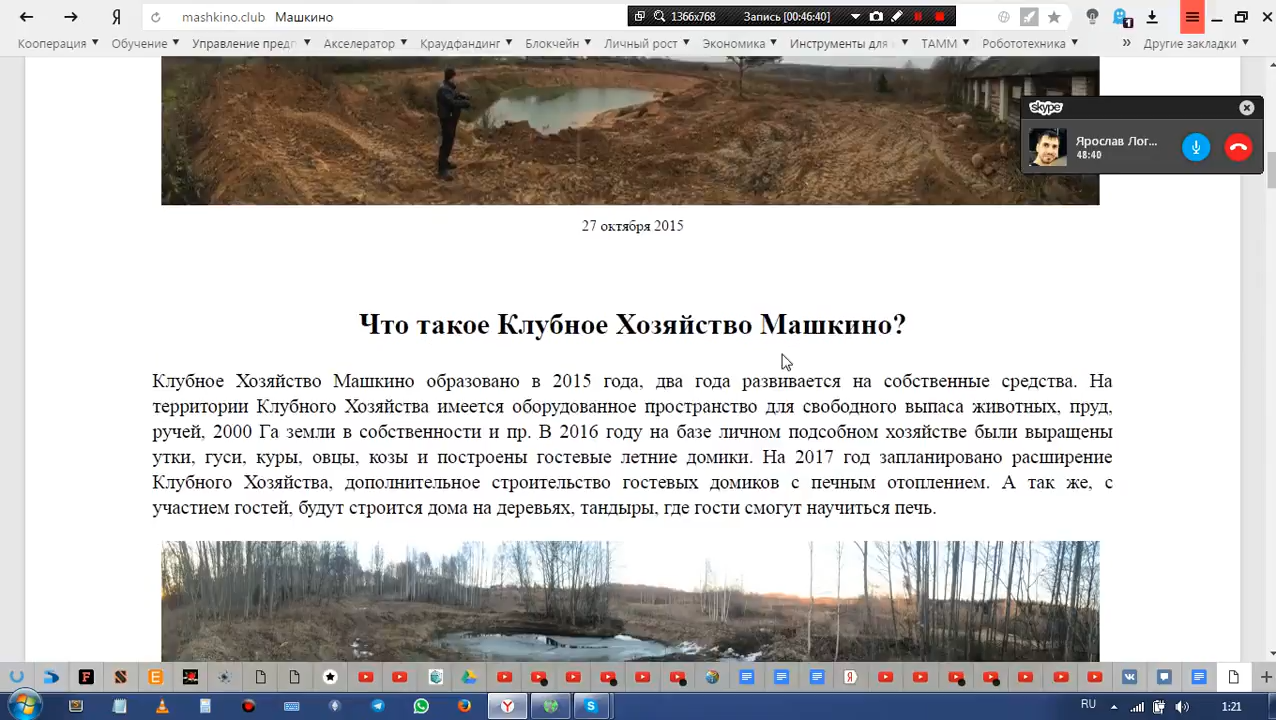 mashkino.club Машкино
1366x768 Запись [00:46:40]
1
Кооперация Обучение Управление пред Акселератор Краудфандинг Блокчейн Личный рост Экономика Инструменты для ТАММ Робототехника » Другие закладки
skype
Ярослав Лог...
48:40
27 октября 2015
Что такое Клубное Хозяйство Машкино?
Клубное Хозяйство Машкино образовано в 2015 года, два года развивается на собственные средства. На
территории Клубного Хозяйства имеется оборудованное пространство для свободного выпаса животных, пруд,
ручей, 2000 Га земли в собственности и пр. В 2016 году на базе личном подсобном хозяйстве были выращены
утки, гуси, куры, овцы, козы и построены гостевые летние домики. На 2017 год запланировано расширение
Клубного Хозяйства, дополнительное строительство гостевых домиков с печным отоплением. А так же, с
участием гостей, будут строится дома на деревьях, тандыры, где гости смогут научиться печь.
RU 1:21